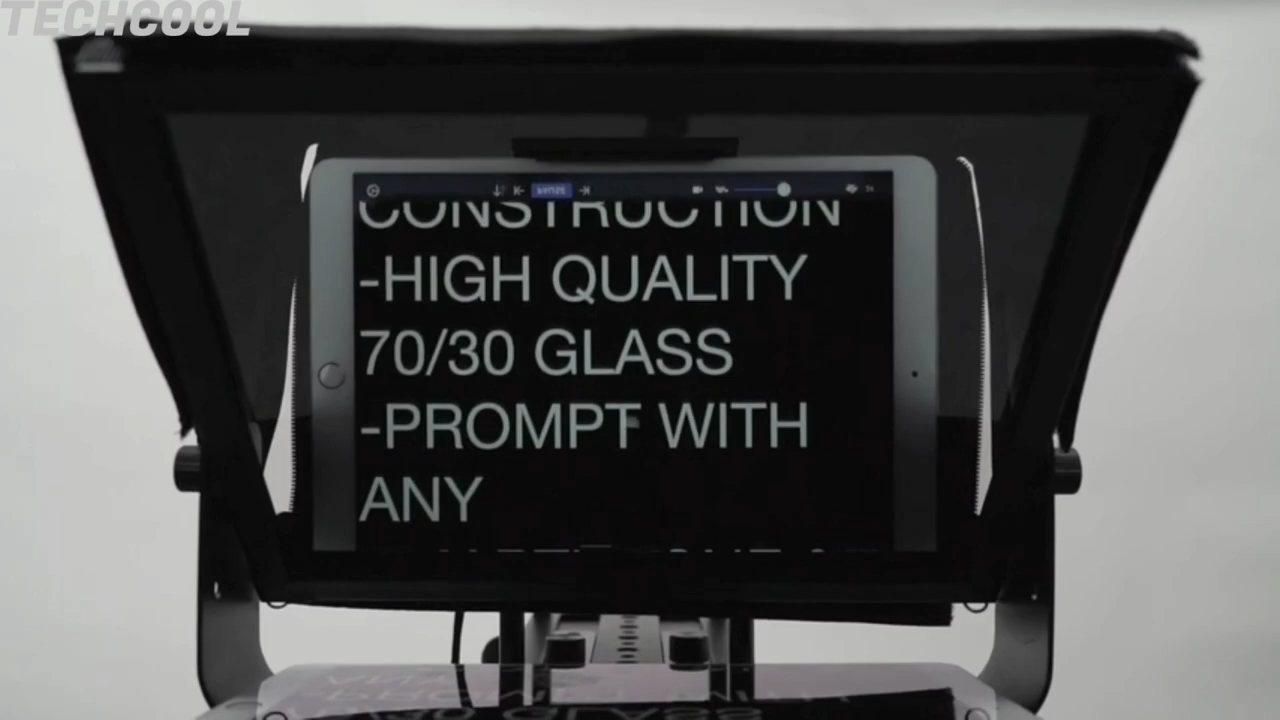 TECHCOOL
CONSTRUCTION
-HIGH QUALITY
70/30 GLASS
-PROMPT WITH
ANY